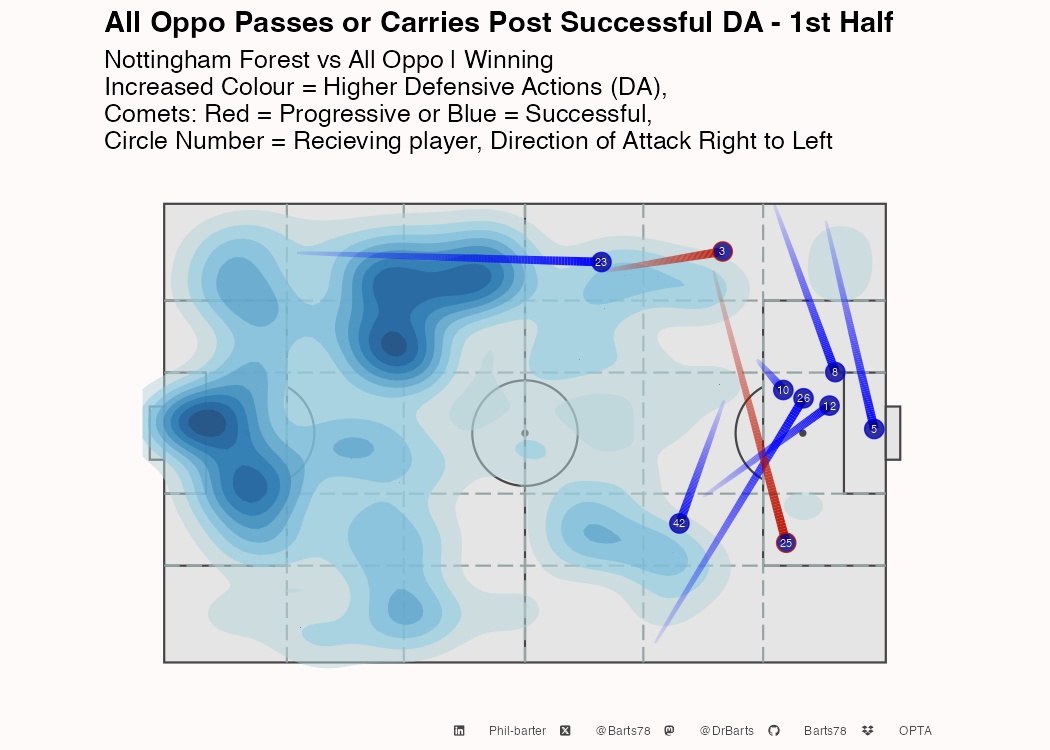 All Oppo Passes or Carries Post Successful DA - 1st Half
Nottingham Forest vs All Oppo | Winning
Increased Colour = Higher Defensive Actions (DA),
Comets: Red = Progressive or Blue = Successful,
Circle Number = Recieving player, Direction of Attack Right to Left
3
23
8
10
26
12
5
42
25
Phil-barter @Barts78 @DrBarts Barts78 OPTA